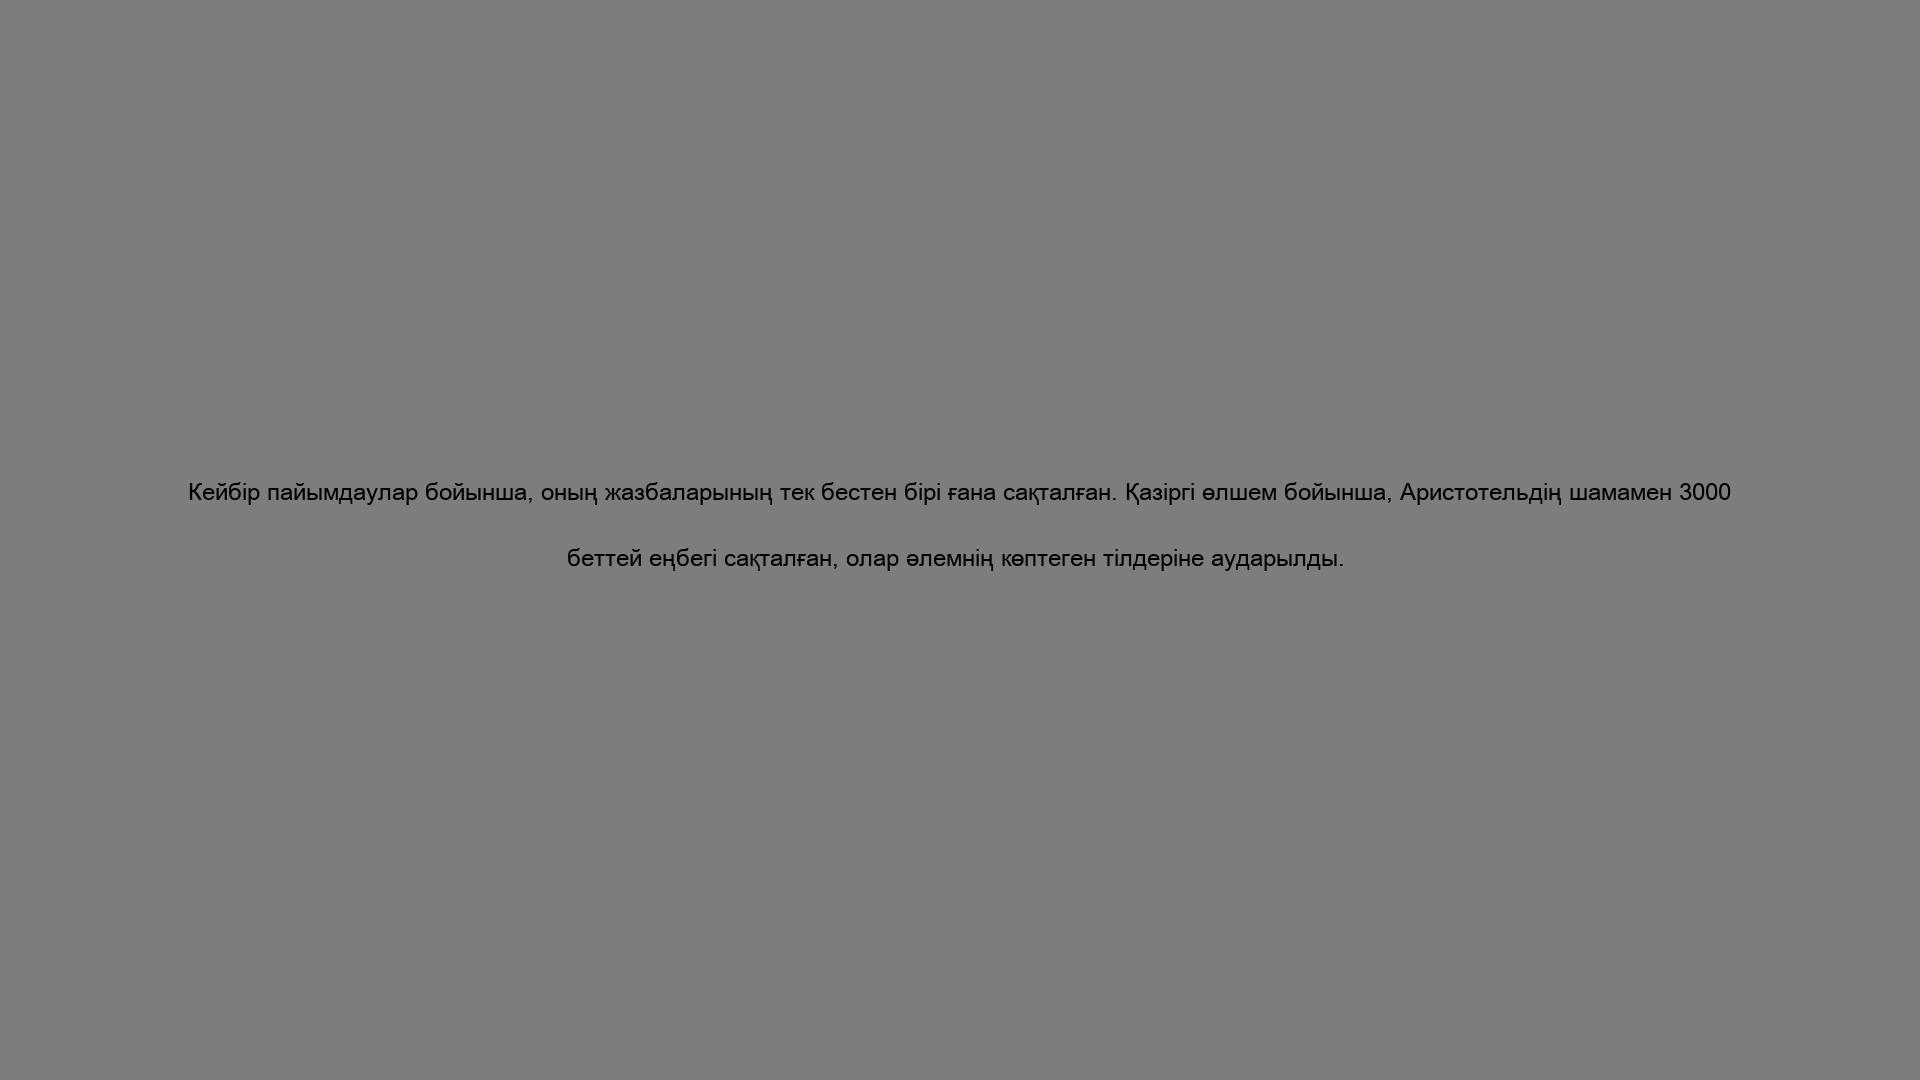 Кейбір пайымдаулар бойынша, оның жазбаларының тек бестен бірі ғана сақталған. Қазіргі өлшем бойынша, Аристотельдің шамамен 3000
беттей еңбегі сақталған, олар әлемнің көптеген тілдеріне аударылды.